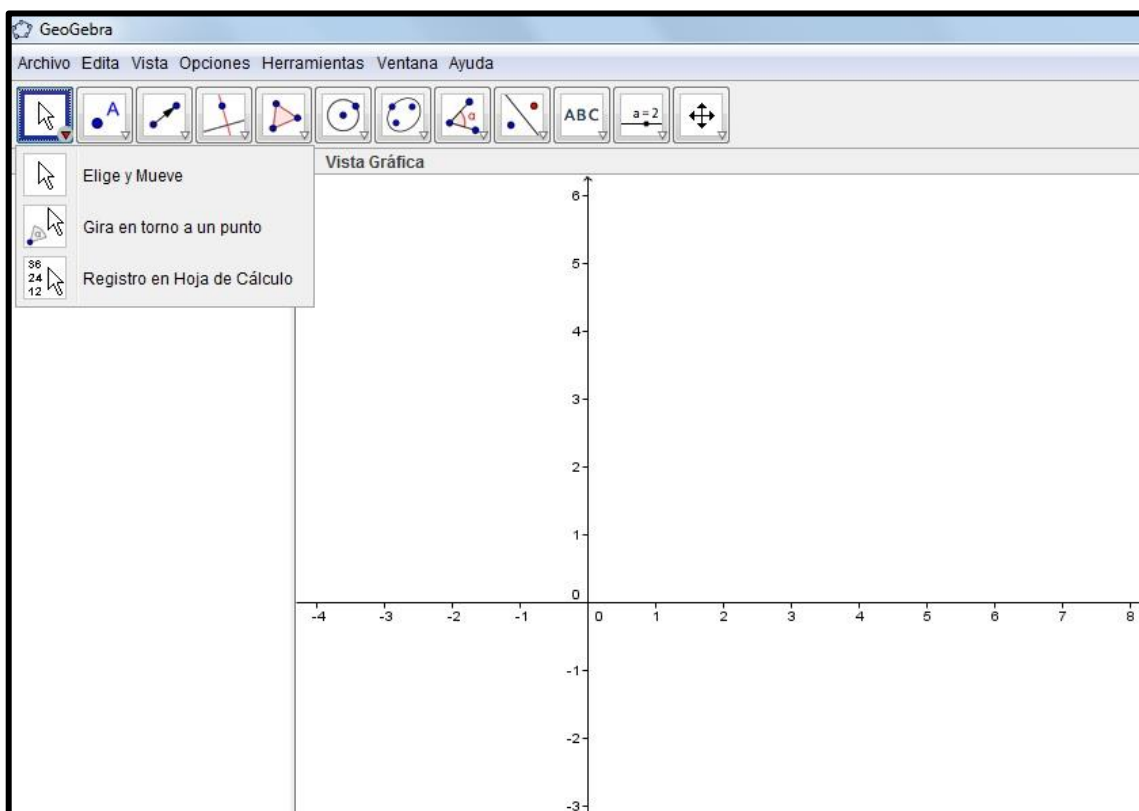 GeoGebra
Archivo Edita Vista Opciones Herramientas Ventana Ayuda
A
α
ABC
a=2
Vista Gráfica
Elige y Mueve
α
Gira en torno a un punto
36
24
12
Registro en Hoja de Cálculo
6
5
4
3
2
1
0
-4 -3 -2 -1 0 1 2 3 4 5 6 7 8
-1
-2
-3